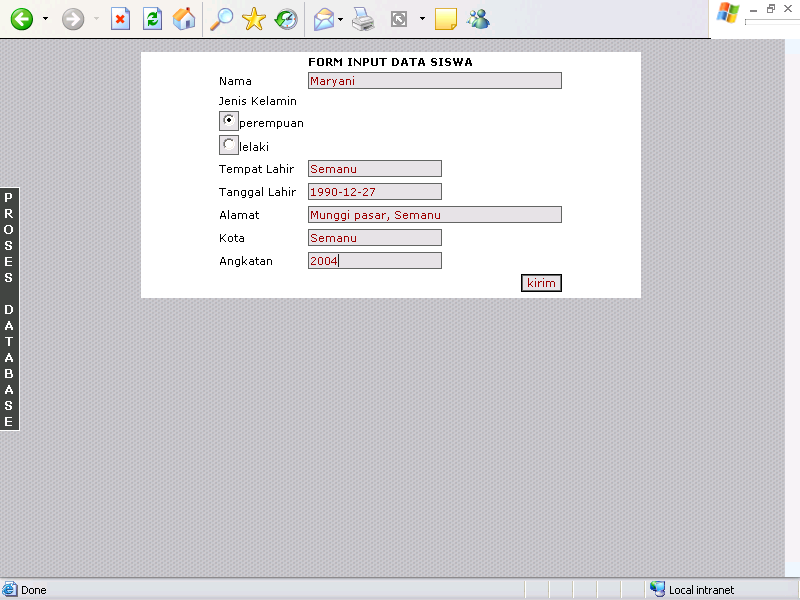 FORM INPUT DATA SISWA
Nama Maryani
Jenis Kelamin
perempuan
lelaki
Tempat Lahir Semanu
Tanggal Lahir 1990-12-27
Alamat Munggi pasar, Semanu
Kota Semanu
Angkatan 2004
kirim
PROSES DATABASE
Done Local intranet